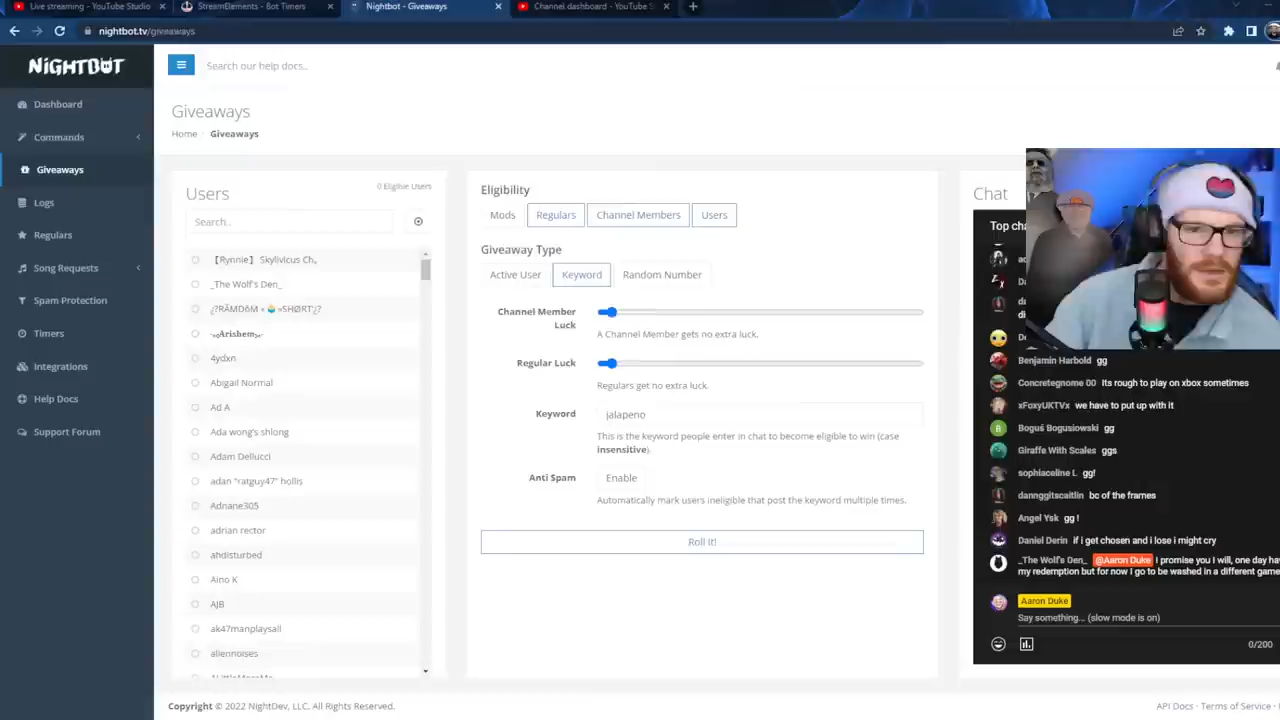 Live streaming - YouTube Studio
StreamElements - Bot Timers
Nightbot - Giveaways
Channel dashboard - YouTube S
nightbot.tv/giveaways
NIGHTBOT
Search our help docs..
Dashboard
Commands
Giveaways
Logs
Regulars
Song Requests
Spam Protection
Timers
Integrations
Help Docs
Support Forum
Giveaways
Home Giveaways
Users
0 Eligible Users
Search...
【Rynnie】 Skylivicus Ch。
_The Wolf's Den_
4ydxn
Abigail Normal
Ad A
Ada wong's shlong
Adam Dellucci
adan "ratguy47" hollis
Adnane305
adrian rector
ahdisturbed
Aino K
AJB
ak47manplaysall
aliennoises
Eligibility
Mods Regulars Channel Members Users
Giveaway Type
Active User Keyword Random Number
Channel Member Luck
A Channel Member gets no extra luck.
Regular Luck
Regulars get no extra luck.
Keyword
jalapeno
This is the keyword people enter in chat to become eligible to win (case
insensitive).
Anti Spam
Enable
Automatically mark users ineligible that post the keyword multiple times.
Roll It!
Chat
Top cha
Benjamin Harbold gg
Concretegnome 00 Its rough to play on xbox sometimes
xFoxyUKTVx we have to put up with it
Boguś Bogusiowski gg
Giraffe With Scales ggs
sophiaceline L gg!
dannggitscaitlin bc of the frames
Angel Ysk gg !
Daniel Derin if i get chosen and i lose i might cry
_The Wolf's Den_ @Aaron Duke I promise you I will, one day ha
my redemption but for now I go to be washed in a different game
Aaron Duke
Say something... (slow mode is on)
0/200
Copyright © 2022 NightDev, LLC. All Rights Reserved.
API Docs · Terms of Service ·